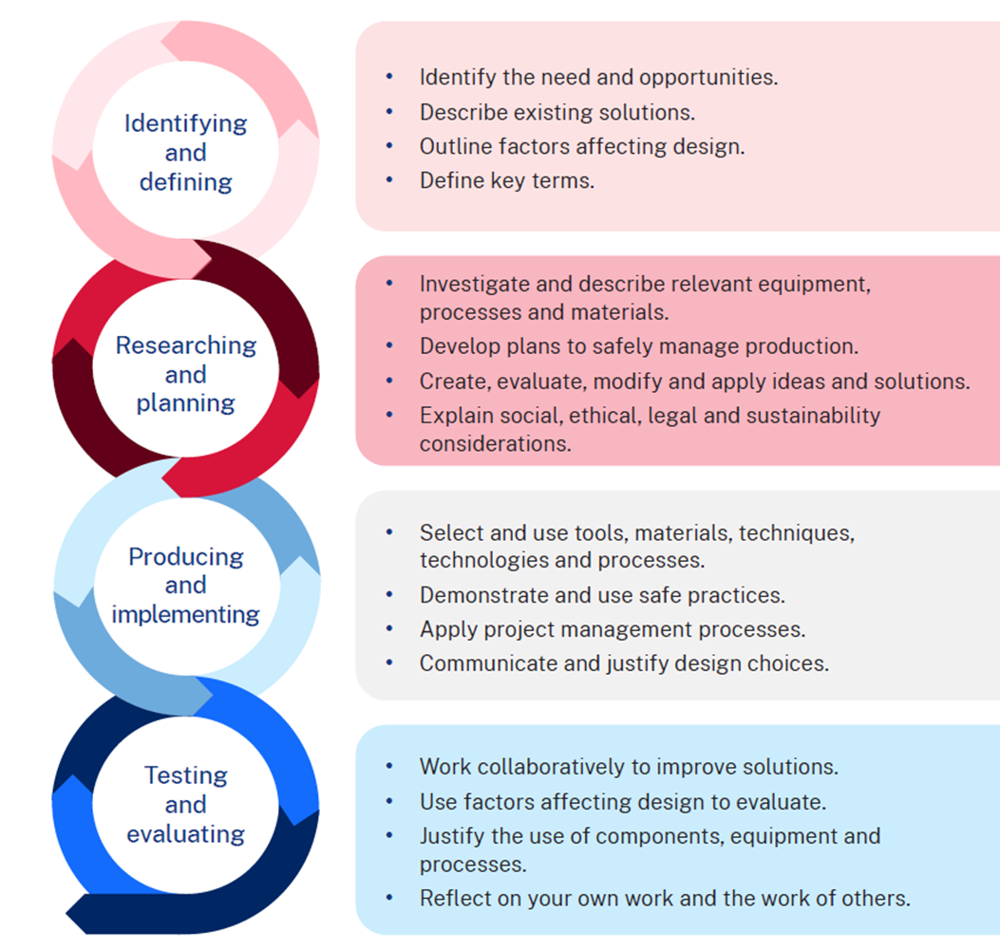 Identifying
and
defining
• Identify the need and opportunities.
• Describe existing solutions.
• Outline factors affecting design.
• Define key terms.
Researching
and
planning
• Investigate and describe relevant equipment,
processes and materials.
• Develop plans to safely manage production.
• Create, evaluate, modify and apply ideas and solutions.
• Explain social, ethical, legal and sustainability
considerations.
Producing
and
implementing
• Select and use tools, materials, techniques,
technologies and processes.
• Demonstrate and use safe practices.
• Apply project management processes.
• Communicate and justify design choices.
Testing
and
evaluating
• Work collaboratively to improve solutions.
• Use factors affecting design to evaluate.
• Justify the use of components, equipment and
processes.
• Reflect on your own work and the work of others.